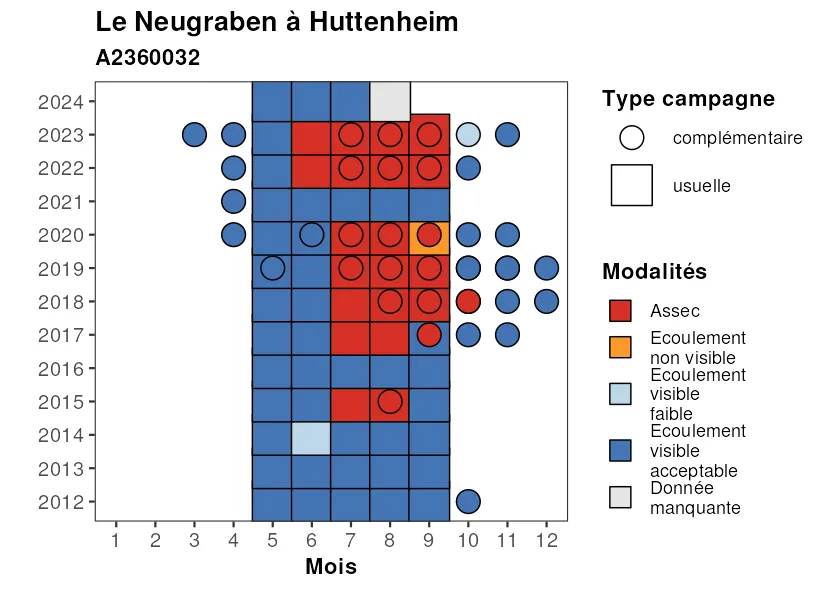 Le Neugraben à Huttenheim
A2360032
2024
2023
2022
2021
2020
2019
2018
2017
2016
2015
2014
2013
2012
1 2 3 4 5 6 7 8 9 10 11 12
Mois
Type campagne
complémentaire
usuelle
Modalités
Assec
Ecoulement
non visible
Ecoulement
visible
faible
Ecoulement
visible
acceptable
Donnée
manquante